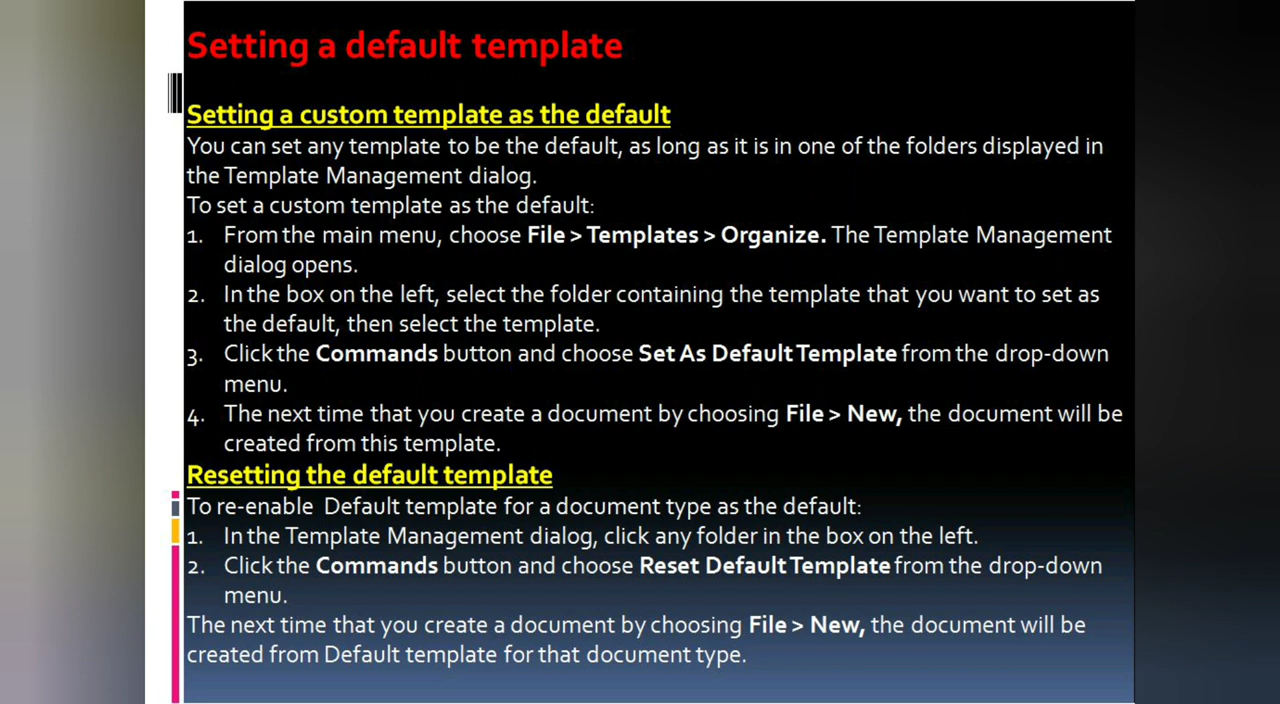 Setting a default template
Setting a custom template as the default
You can set any template to be the default, as long as it is in one of the folders displayed in
the Template Management dialog.
To set a custom template as the default:
1. From the main menu, choose File > Templates > Organize. The Template Management
dialog opens.
2. In the box on the left, select the folder containing the template that you want to set as
the default, then select the template.
3. Click the Commands button and choose Set As Default Template from the drop-down
menu.
4. The next time that you create a document by choosing File > New, the document will be
created from this template.
Resetting the default template
To re-enable Default template for a document type as the default:
1. In the Template Management dialog, click any folder in the box on the left.
2. Click the Commands button and choose Reset Default Template from the drop-down
menu.
The next time that you create a document by choosing File > New, the document will be
created from Default template for that document type.